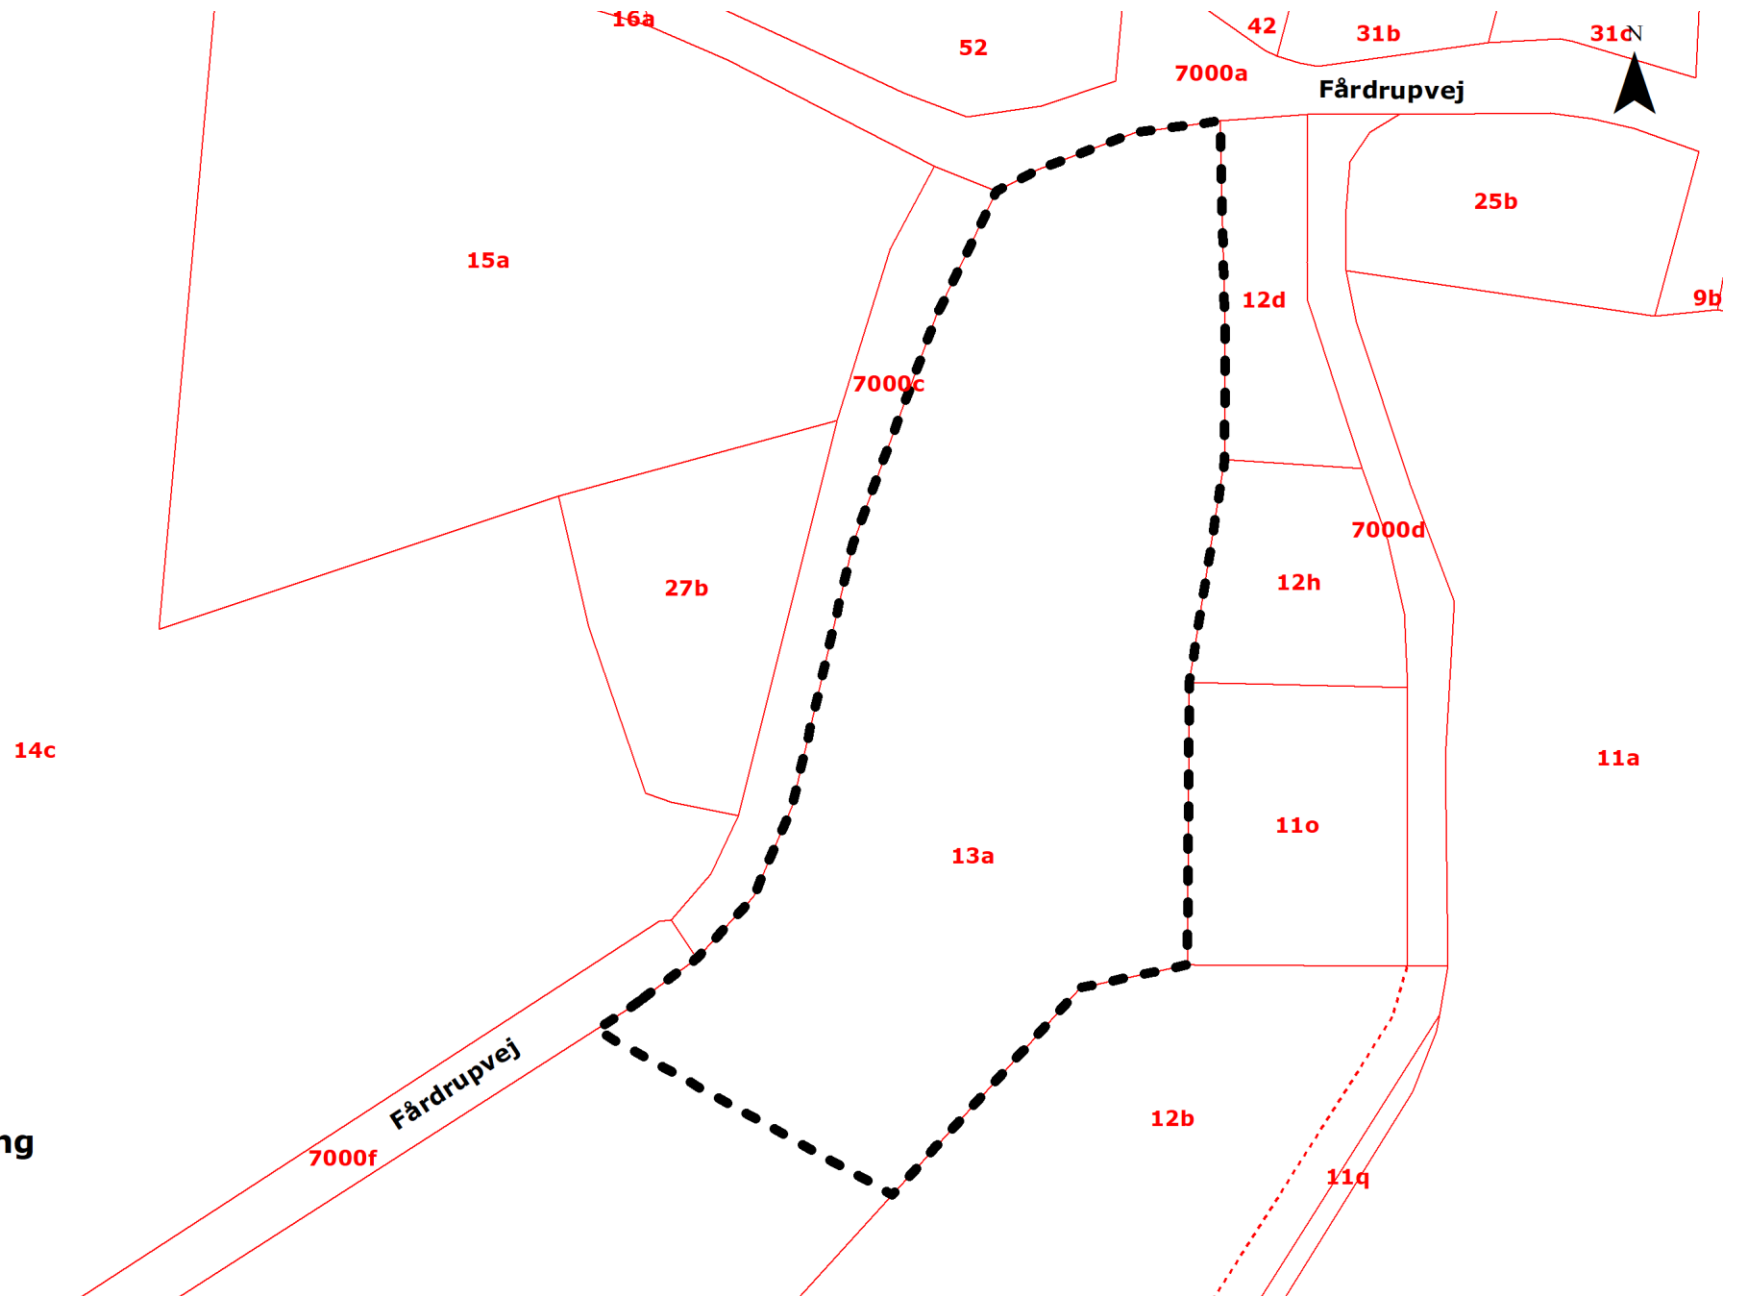 16a
52
42
31b
31c
N
7000a
Fårdrupvej
25b
15a
12d
9b
7000c
7000d
12h
27b
14c
11a
11o
13a
Fårdrupvej
12b
ng
7000f
11q